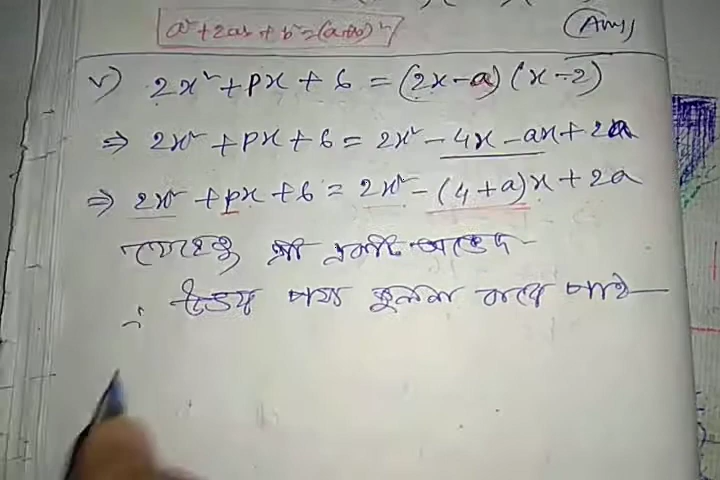 a²+2ab+b²=(a+b)²
(Ans)
v) 2x²+px+6 = (2x-a)(x-2)
⇒ 2x²+px+6 = 2x²-4x-ax+2a
⇒ 2x²+px+6 = 2x²-(4+a)x+2a
যেহেতু একটি অভেদ
∴ উভয় পক্ষ তুলনা করে পাই—